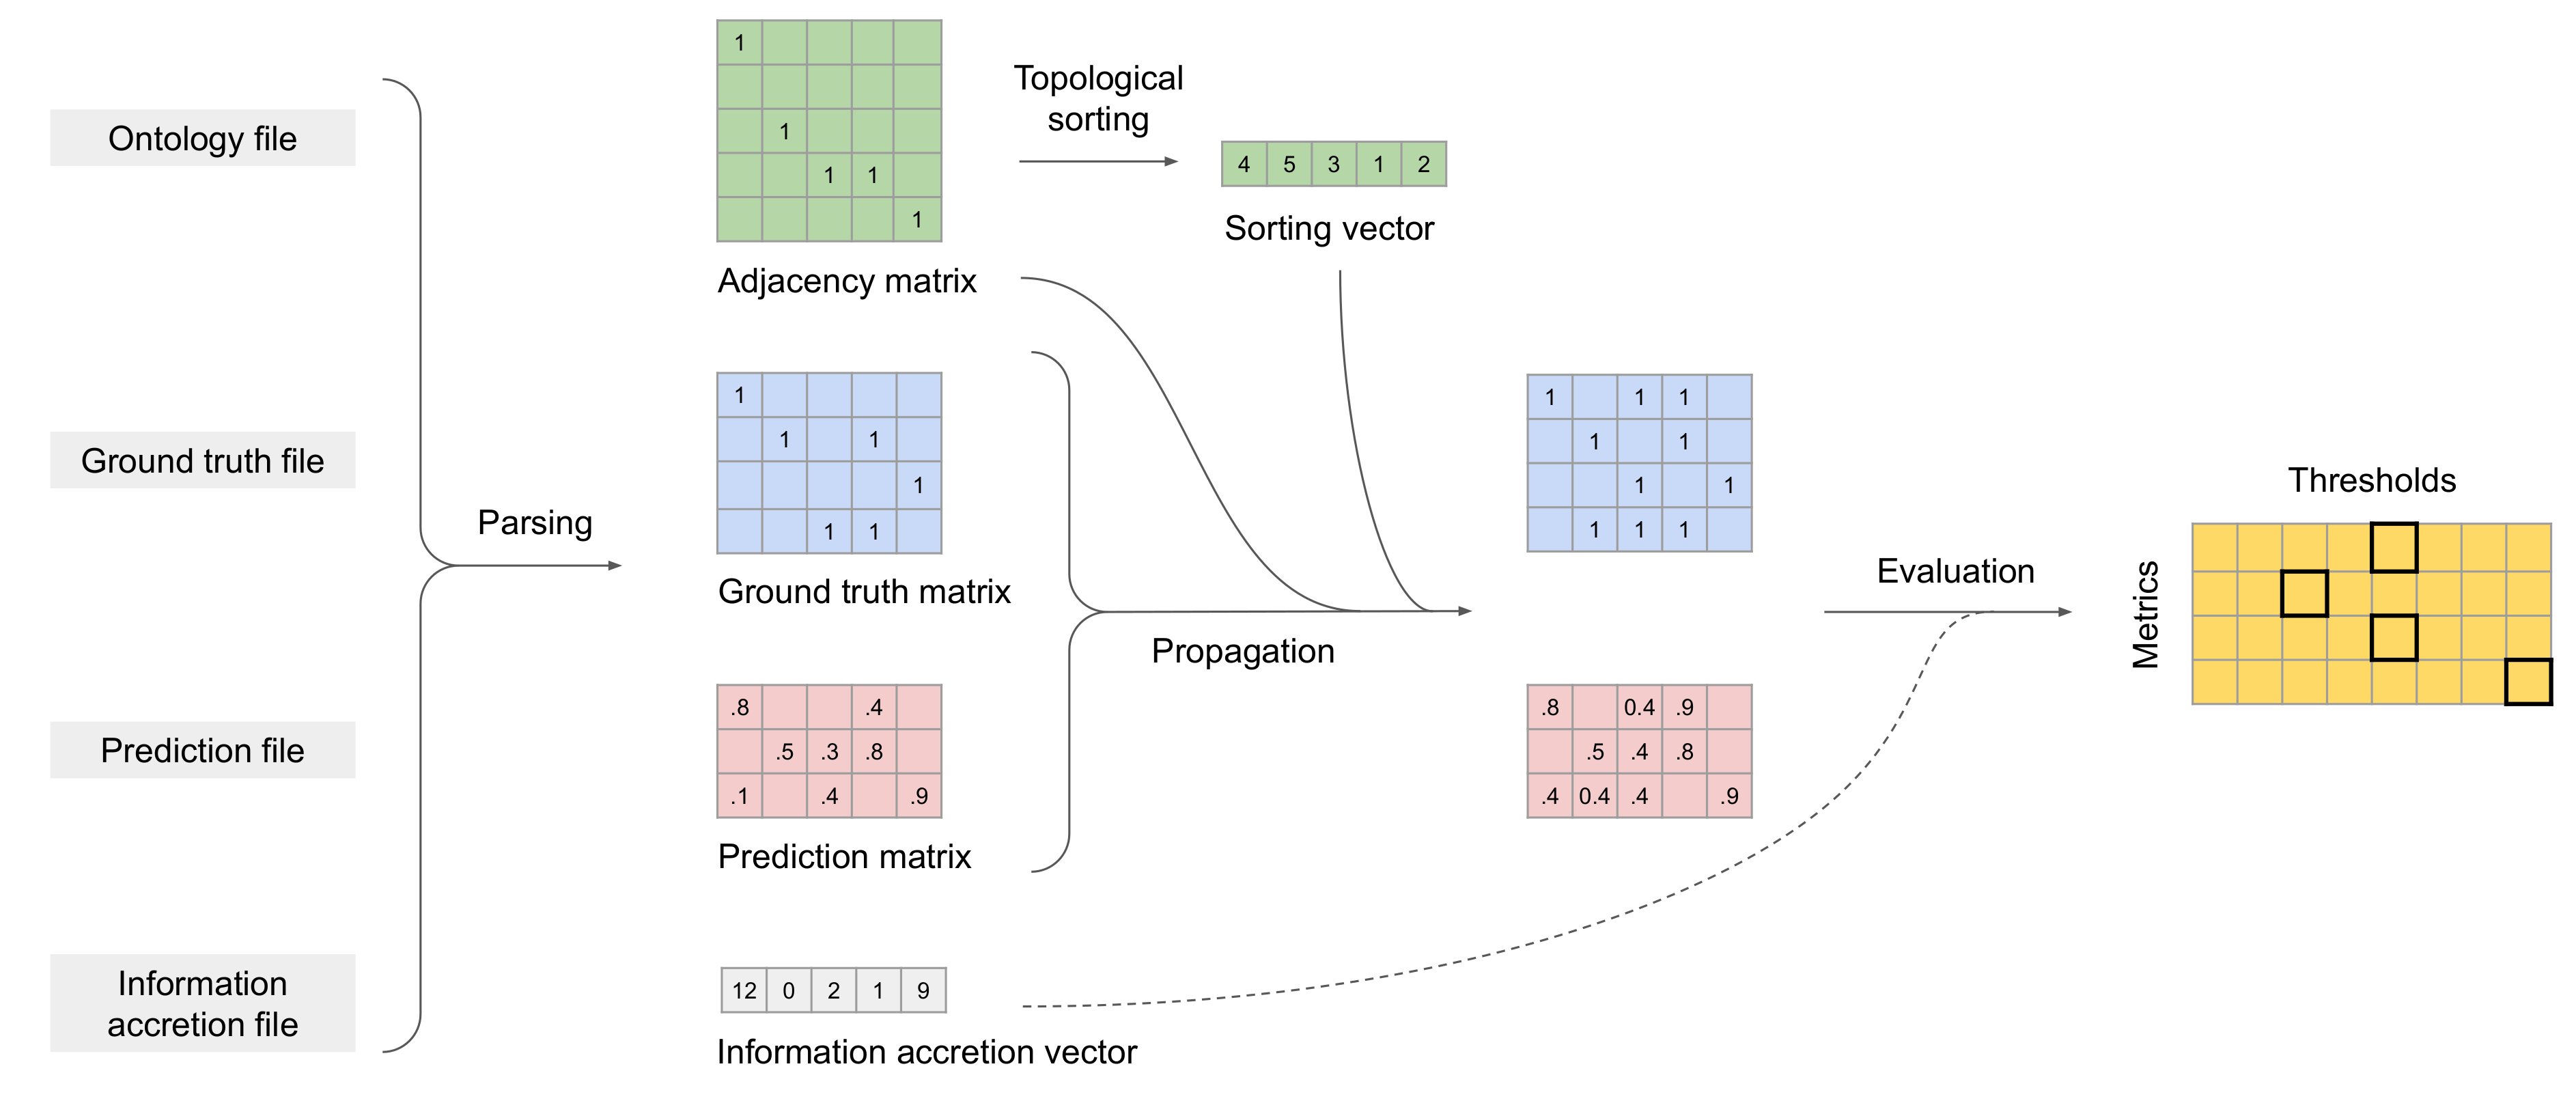 Ontology file
Ground truth file
Prediction file
Information
accretion file
Parsing
1
1
1 1
1
Adjacency matrix
Topological
sorting
4 5 3 1 2
Sorting vector
1
1 1
1
1 1
Ground truth matrix
.8 .4
.5 .3 .8
.1 .4 .9
Prediction matrix
12 0 2 1 9
Information accretion vector
Propagation
1 1 1
1 1
1 1
1 1 1
.8 0.4 .9
.5 .4 .8
.4 0.4 .4 .9
Evaluation
Thresholds
Metrics